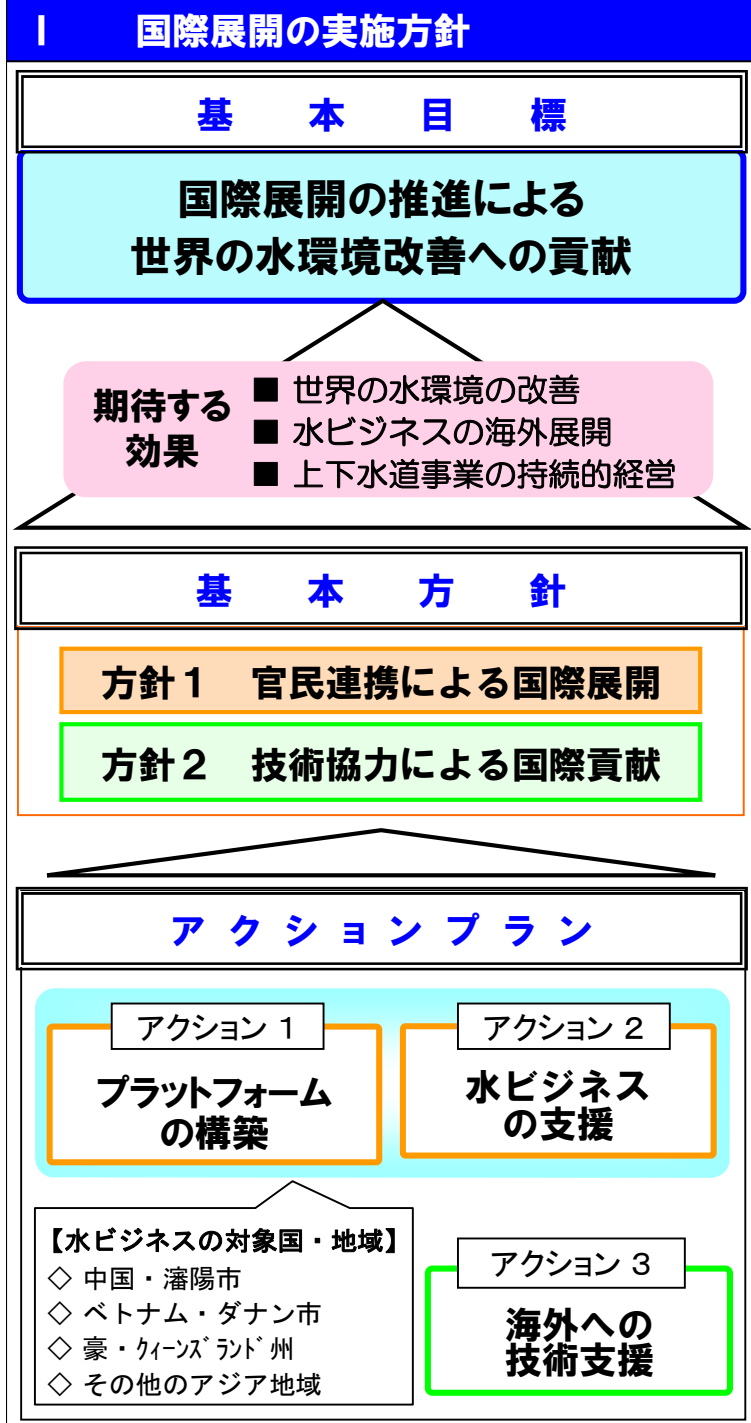 Ⅰ 国際展開の実施方針
基本目標
国際展開の推進による
世界の水環境改善への貢献
期待する
効果
■ 世界の水環境の改善
■ 水ビジネスの海外展開
■ 上下水道事業の持続的経営
基本方針
方針１ 官民連携による国際展開
方針２ 技術協力による国際貢献
アクションプラン
アクション 1
プラットフォーム
の構築
アクション 2
水ビジネス
の支援
【水ビジネスの対象国・地域】
◇ 中国・瀋陽市
◇ ベトナム・ダナン市
◇ 豪・ｸｨｰﾝｽﾞﾗﾝﾄﾞ州
◇ その他のアジア地域
アクション 3
海外への
技術支援